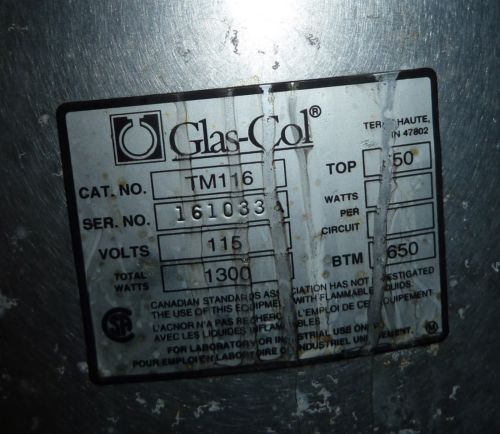 Glas-Col®
TERRE HAUTE,
IN 47802
CAT. NO. TM116
TOP 650
SER. NO. 161033A
WATTS
PER
CIRCUIT
VOLTS 115
BTM 650
TOTAL
WATTS 1300
CANADIAN STANDARDS ASSOCIATION HAS NOT INVESTIGATED
THE USE OF THIS EQUIPMENT WITH FLAMMABLE LIQUIDS.
L'ACNOR N'A PAS RECHERCHÉ L'EMPLOI DE CET EQUIPEMENT
AVEC LES LIQUIDES INFLAMMABLES
FOR LABORATORY OR INDUSTRIAL USE ONLY
POUR EMPLOI EN LABORATOIRE OU INDUSTRIEL UNIQUEMENT.